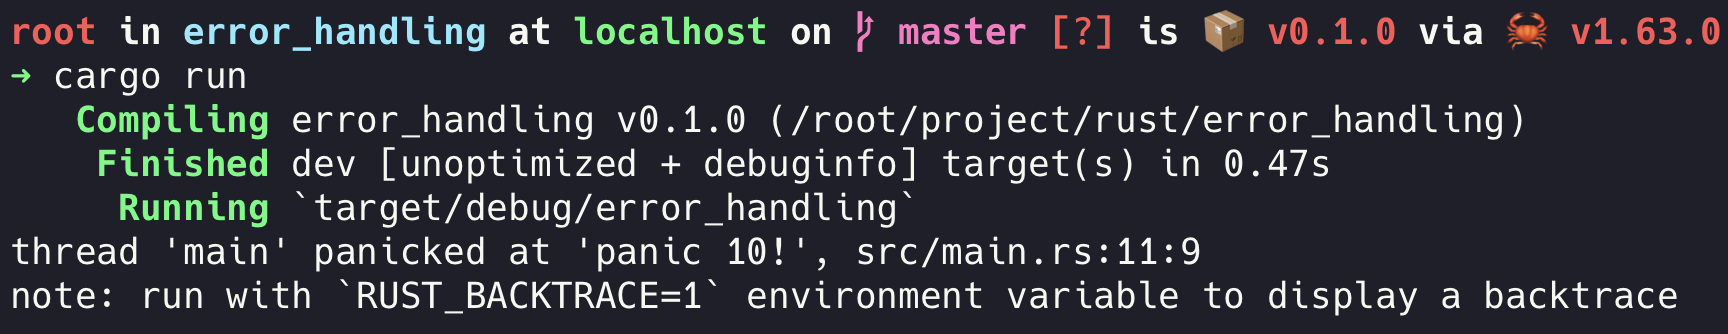 root in error_handling at localhost on master [?] is 📦 v0.1.0 via 🦀 v1.63.0
➜ cargo run
   Compiling error_handling v0.1.0 (/root/project/rust/error_handling)
    Finished dev [unoptimized + debuginfo] target(s) in 0.47s
     Running `target/debug/error_handling`
thread 'main' panicked at 'panic 10!', src/main.rs:11:9
note: run with `RUST_BACKTRACE=1` environment variable to display a backtrace